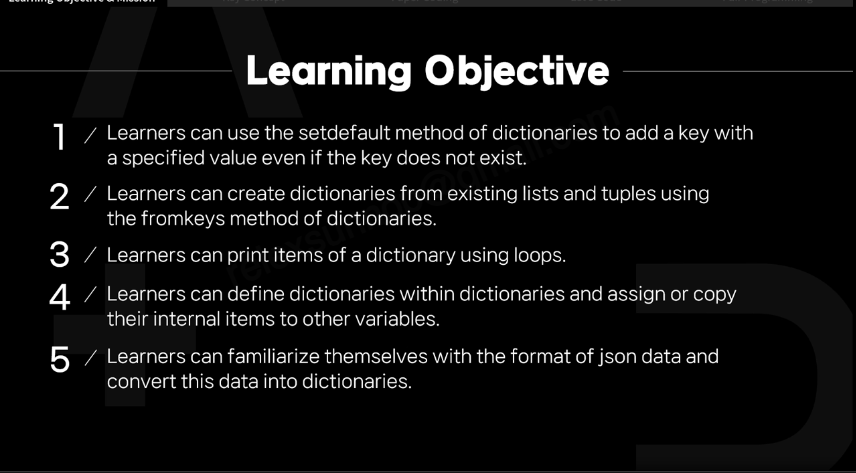 Learning Objective & Mission
Learning Objective
1 / Learners can use the setdefault method of dictionaries to add a key with
a specified value even if the key does not exist.
2 / Learners can create dictionaries from existing lists and tuples using
the fromkeys method of dictionaries.
3 / Learners can print items of a dictionary using loops.
4 / Learners can define dictionaries within dictionaries and assign or copy
their internal items to other variables.
5 / Learners can familiarize themselves with the format of json data and
convert this data into dictionaries.